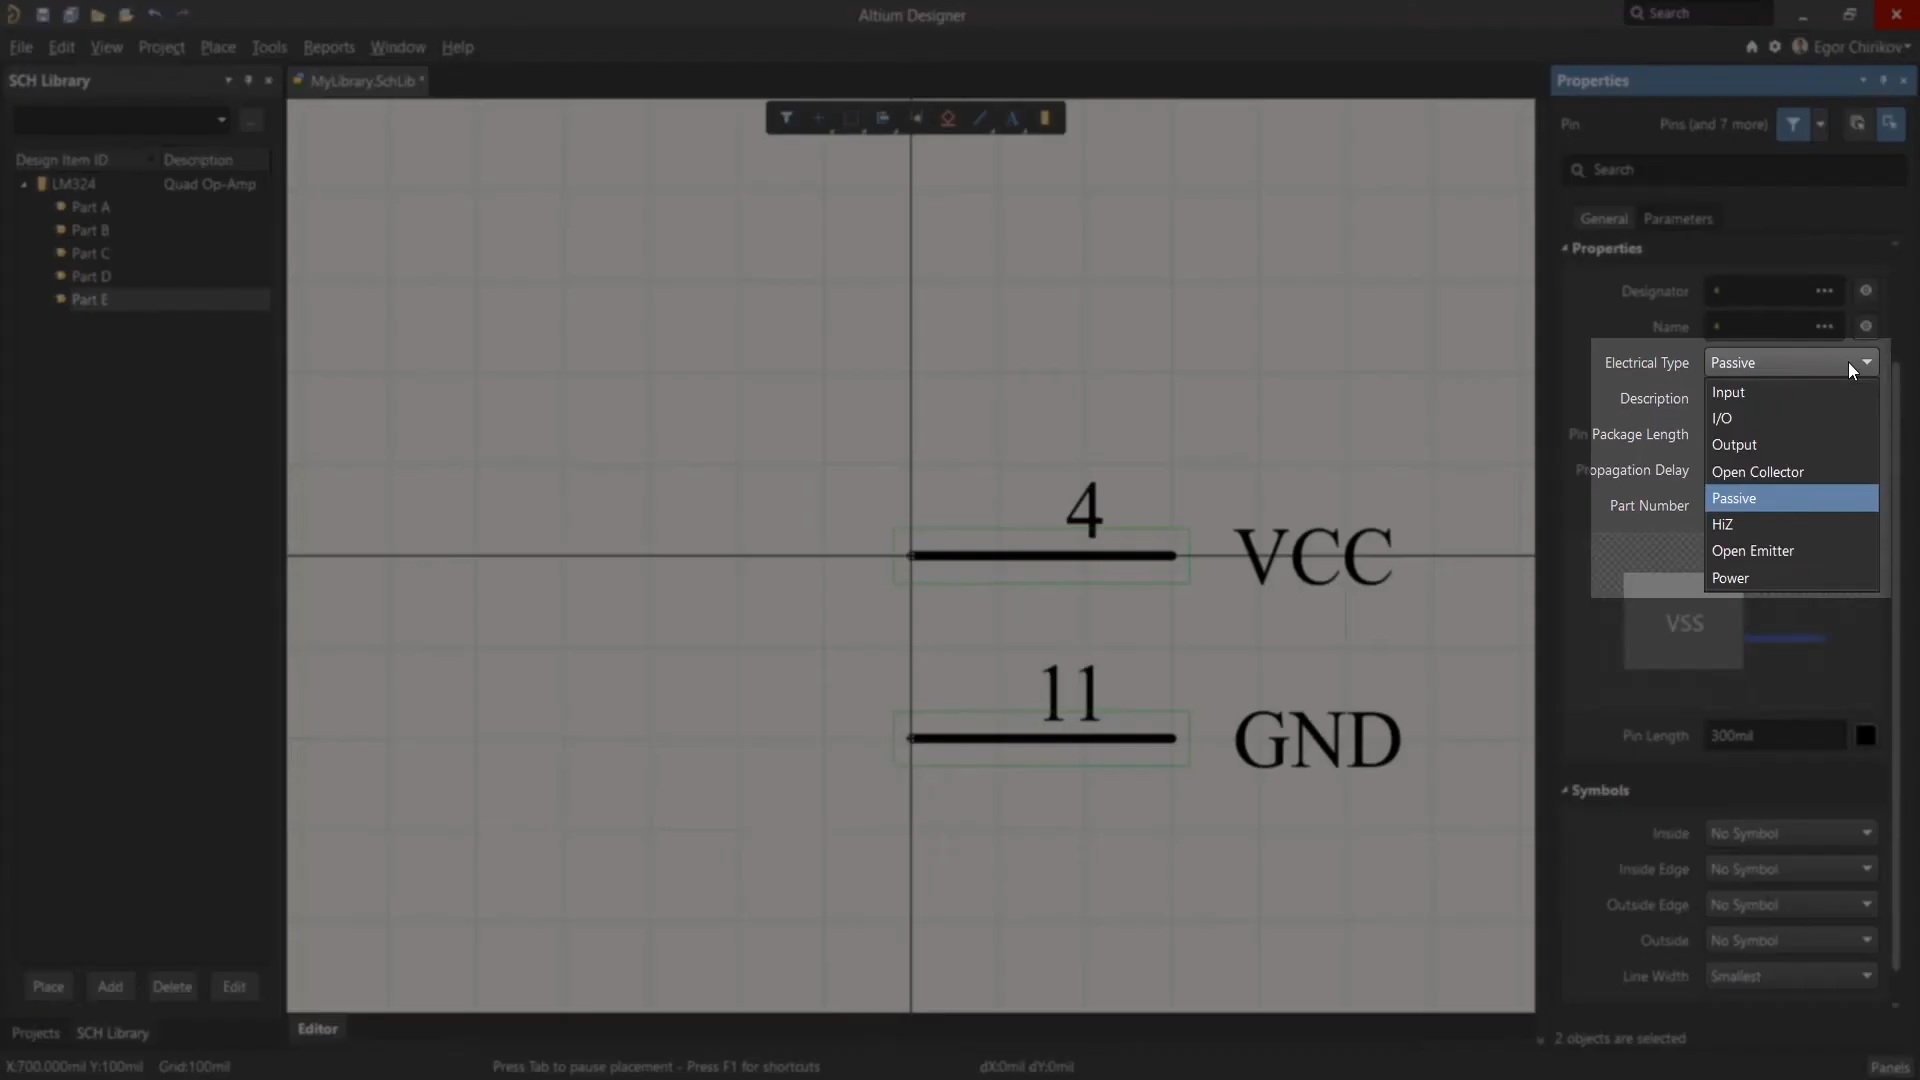 Altium Designer
Search
File Edit View Project Place Tools Reports Window Help
Egor Chirikov
SCH Library
MyLibrary.SchLib *
Properties
Pin
Pins (and 7 more)
...
Search
Design Item ID
Description
LM324
Quad Op-Amp
Part A
Part B
Part C
Part D
Part E
General
Parameters
Properties
Designator
*
Name
*
Electrical Type
Passive
Description
Pin Package Length
Propagation Delay
Part Number
Input
I/O
Output
Open Collector
Passive
HiZ
Open Emitter
Power
4
VCC
11
GND
VSS
Pin Length
300mil
Symbols
Inside
No Symbol
Inside Edge
No Symbol
Outside Edge
No Symbol
Outside
No Symbol
Line Width
Smallest
Place
Add
Delete
Edit
Projects
SCH Library
Editor
2 objects are selected
X:700.000mil Y:100mil
Grid:100mil
Press Tab to pause placement - Press F1 for shortcuts
dX:0mil dY:0mil
Panels